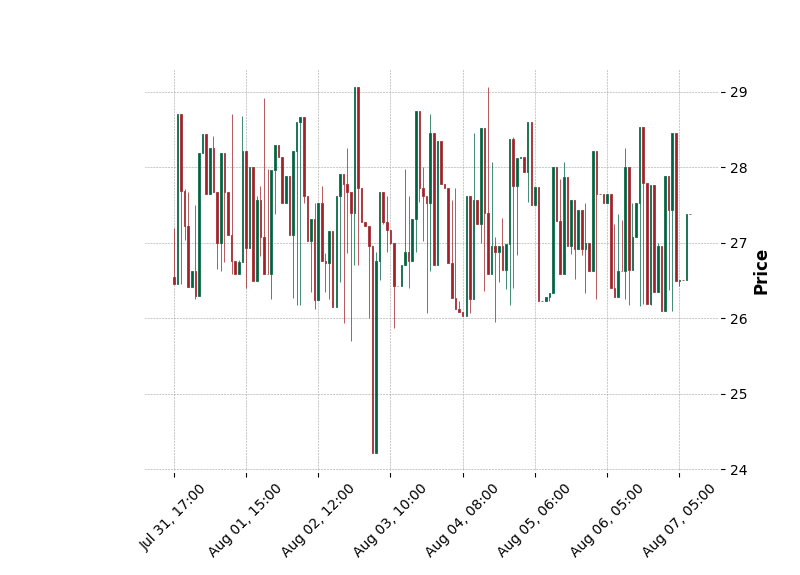 29
28
27
26
25
24
Price
Jul 31, 17:00
Aug 01, 15:00
Aug 02, 12:00
Aug 03, 10:00
Aug 04, 08:00
Aug 05, 06:00
Aug 06, 05:00
Aug 07, 05:00